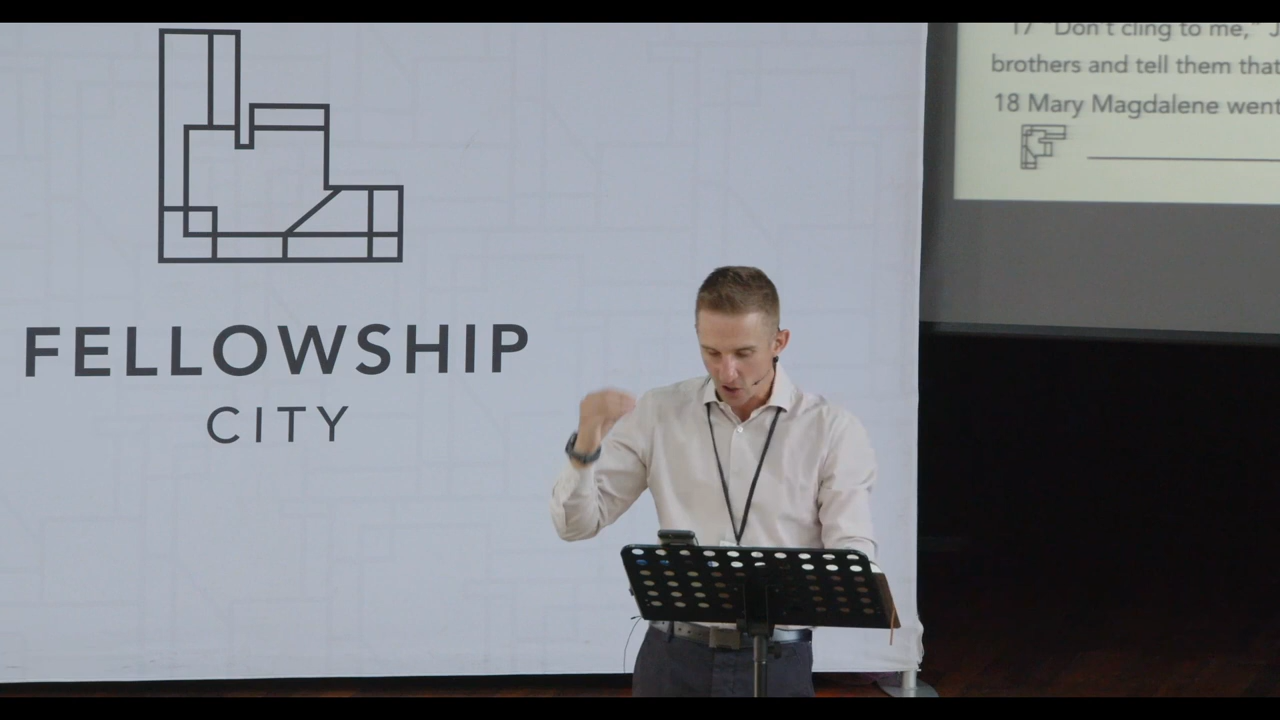 FELLOWSHIP
CITY
17 "Don't cling to me," J
brothers and tell them that
18 Mary Magdalene went